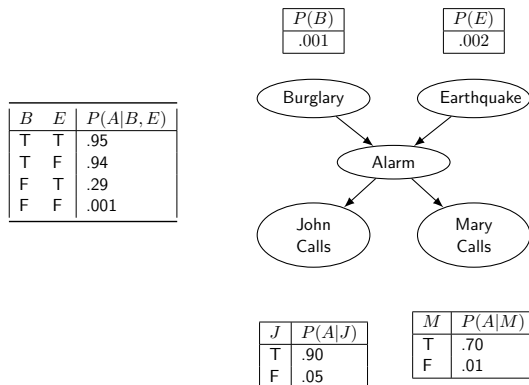 P(B)
.001
P(E)
.002
B E P(A|B, E)
T T .95
T F .94
F T .29
F F .001
Burglary
Earthquake
Alarm
John
Calls
Mary
Calls
J P(A|J)
T .90
F .05
M P(A|M)
T .70
F .01